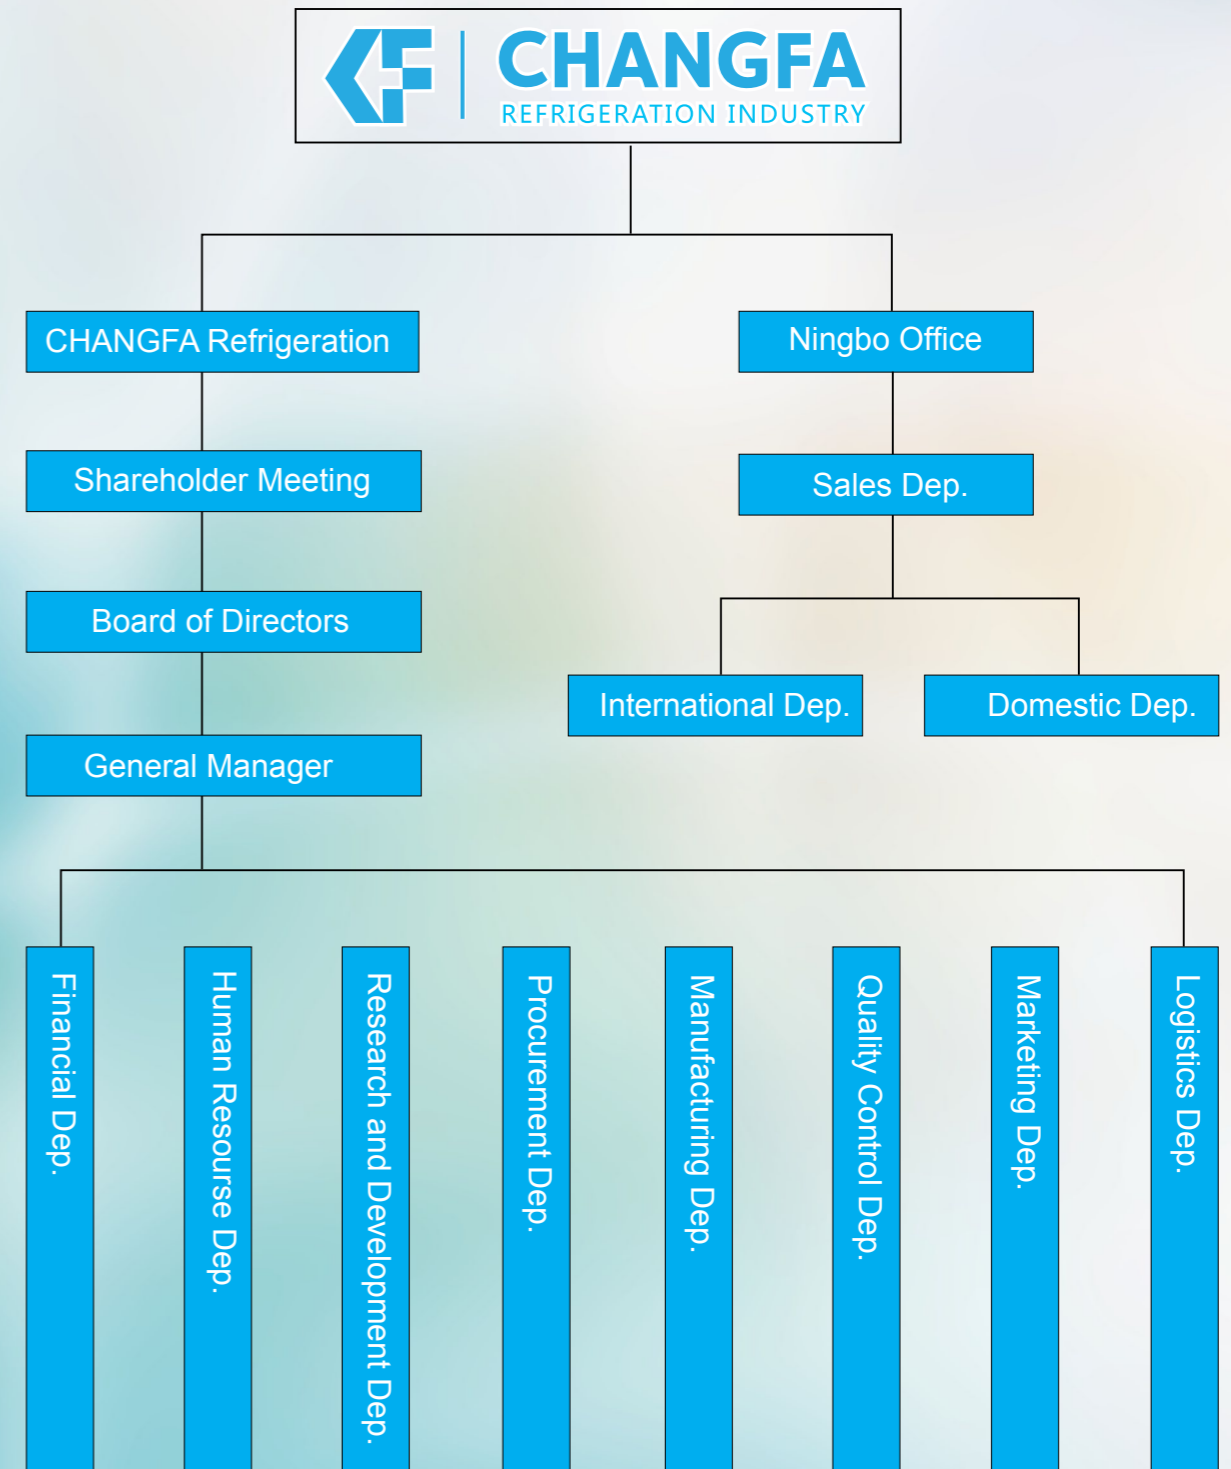 CHANGFA
REFRIGERATION INDUSTRY
CHANGFA Refrigeration
Ningbo Office
Shareholder Meeting
Sales Dep.
Board of Directors
International Dep.
Domestic Dep.
General Manager
Financial Dep.
Human Resourse Dep.
Research and Development Dep.
Procurement Dep.
Manufacturing Dep.
Quality Control Dep.
Marketing Dep.
Logistics Dep.